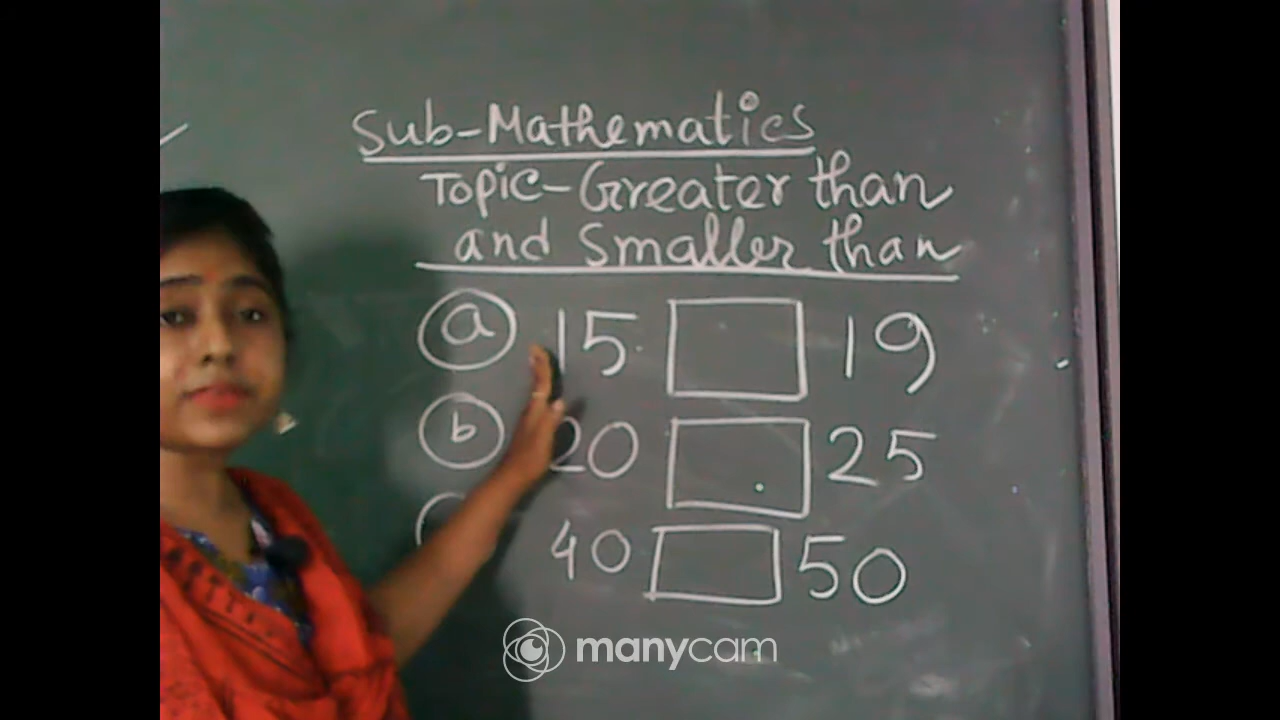 Sub-Mathematics
Topic-Greater than
and Smaller than
a 15 19
b 20 25
40 50
manycam